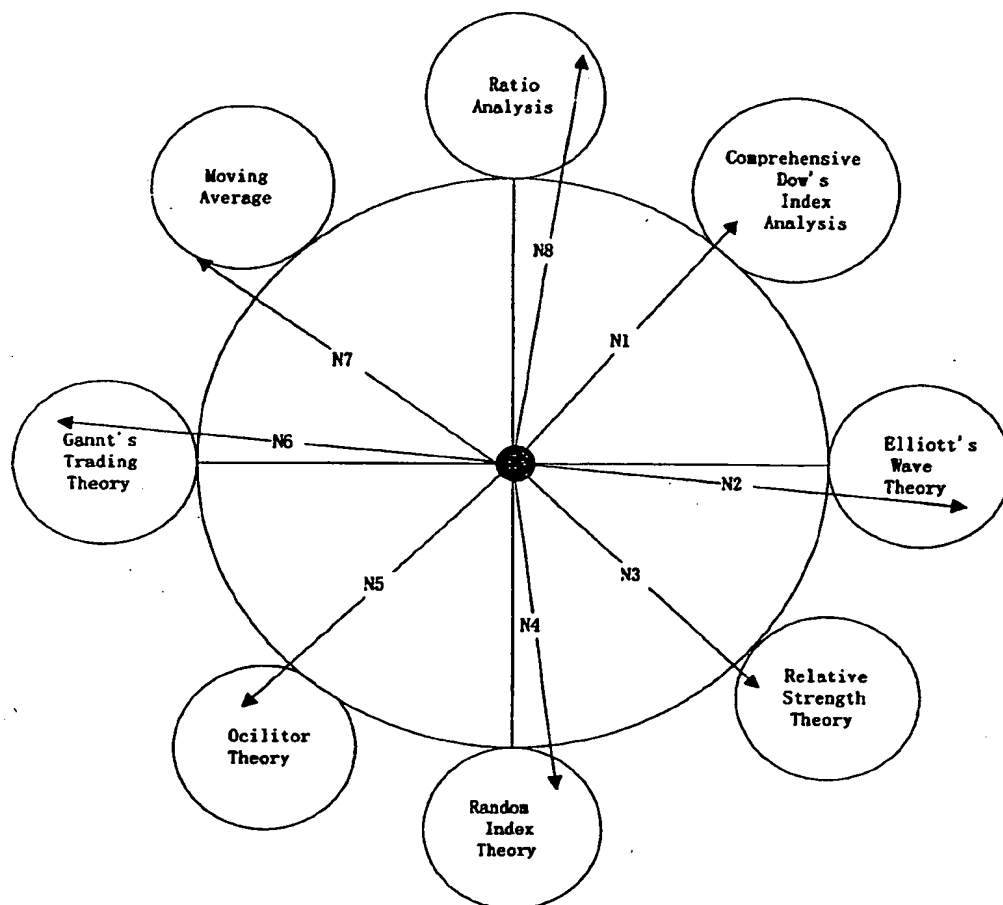 Ratio
Analysis
Comprehensive
Dow's
Index
Analysis
Moving
Average
N8
N1
N7
Gannt's
Trading
Theory
N6
Elliott's
Wave
Theory
N2
N3
N5
N4
Relative
Strength
Theory
Ocilitor
Theory
Random
Index
Theory